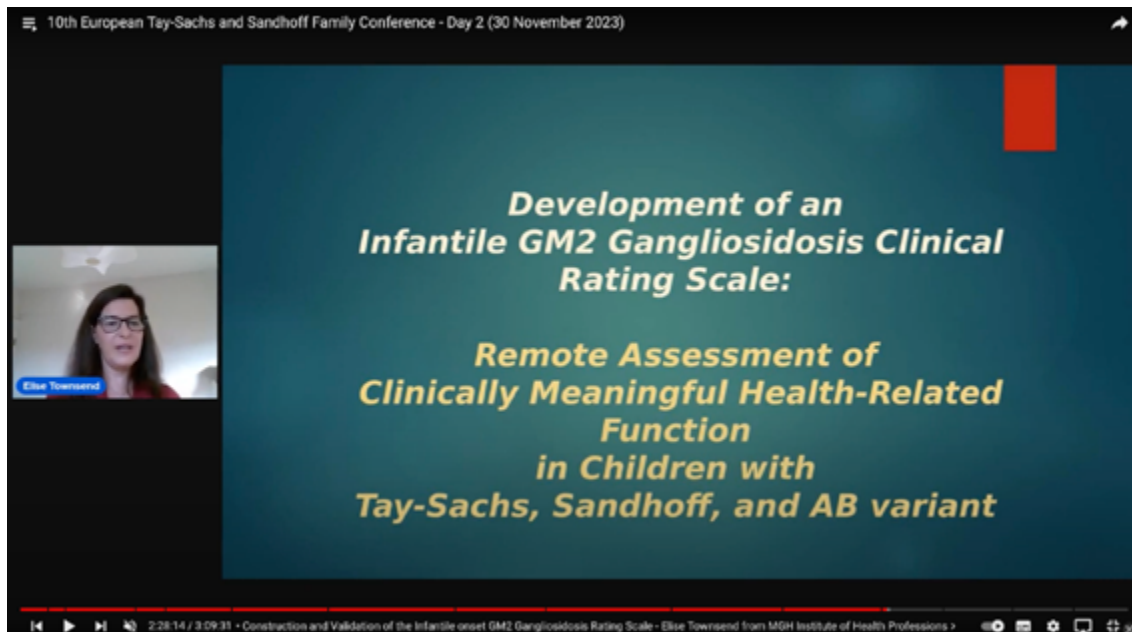 10th European Tay-Sachs and Sandhoff Family Conference - Day 2 (30 November 2023)
Development of an
Infantile GM2 Gangliosidosis Clinical
Rating Scale:
Remote Assessment of
Clinically Meaningful Health-Related
Function
in Children with
Tay-Sachs, Sandhoff, and AB variant
Elise Townsend
2:28:14 / 3:09:31 • Construction and Validation of the Infantile onset GM2 Gangliosidosis Rating Scale - Elise Townsend from MGH Institute of Health Professions >